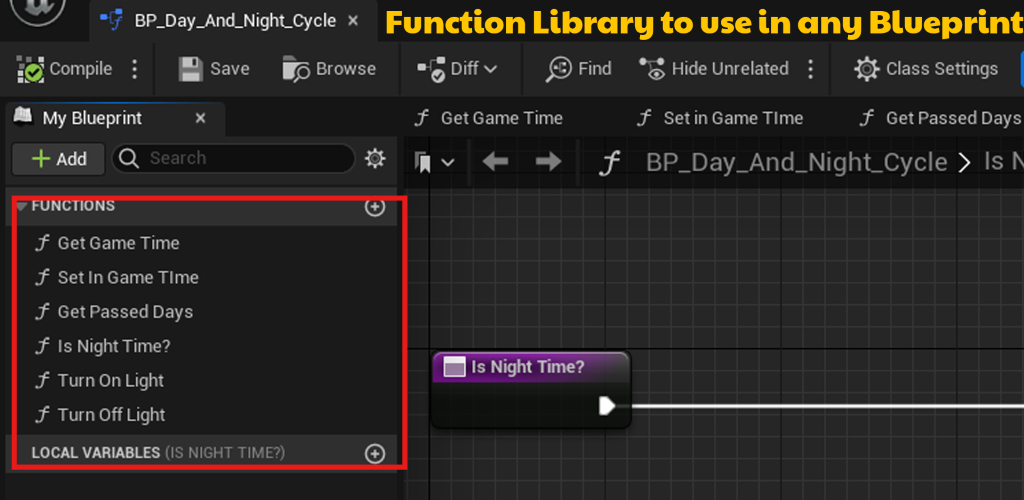 BP_Day_And_Night_Cycle
Function Library to use in any Blueprint
Compile Save Browse Diff Find Hide Unrelated Class Settings
My Blueprint
Get Game Time Set in Game TIme Get Passed Days
Add Search
BP_Day_And_Night_Cycle > Is N
FUNCTIONS
Get Game Time
Set In Game TIme
Get Passed Days
Is Night Time?
Turn On Light
Turn Off Light
LOCAL VARIABLES (IS NIGHT TIME?)
Is Night Time?